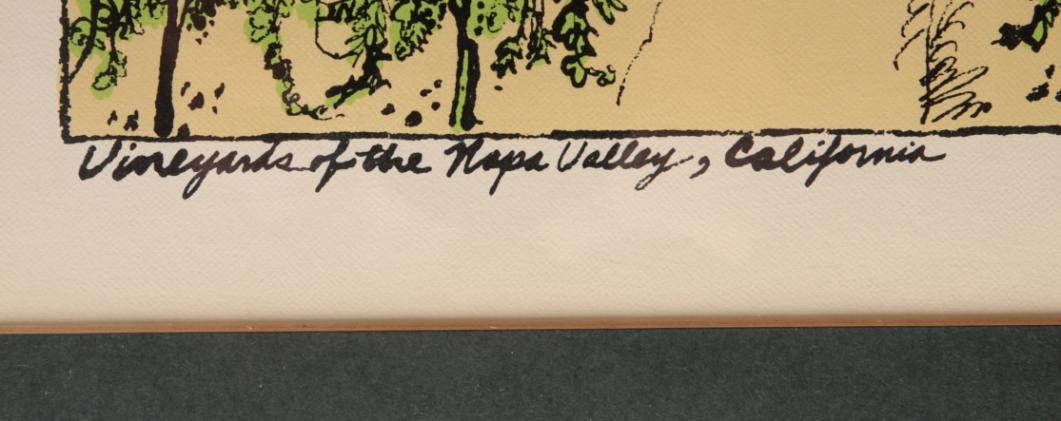 Vineyards of the Napa Valley, California